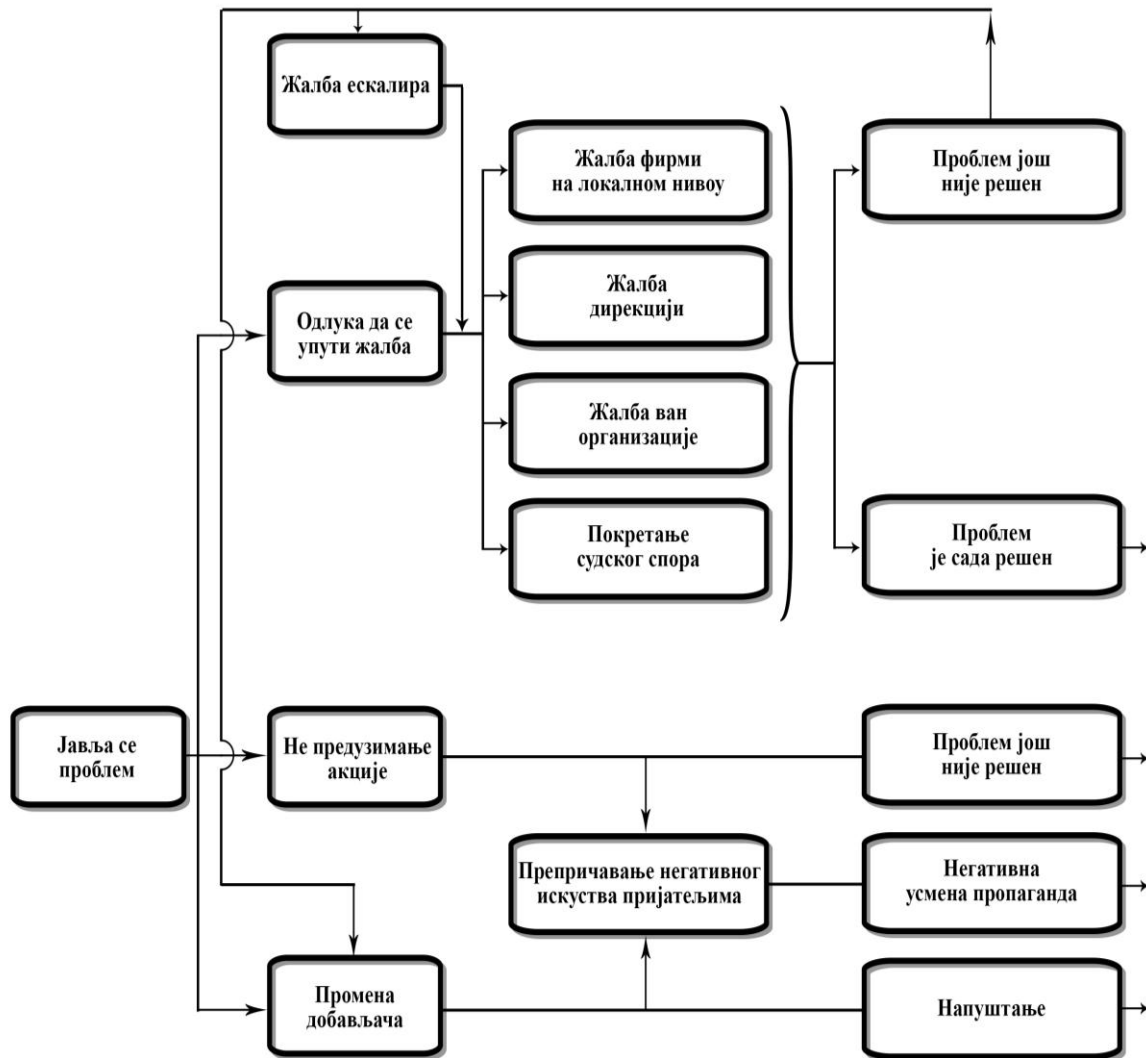 Жалба ескалира
Жалба фирми
на локалном нивоу
Проблем још
није решен
Жалба
дирекцији
Одлука да се
упути жалба
Жалба ван
организације
Покретање
судског спора
Проблем
је сада решен
Јавља се
проблем
Не предузимање
акције
Проблем још
није решен
Препричавање негативног
искуства пријатељима
Негативна
усмена пропаганда
Промена
добављача
Напуштање